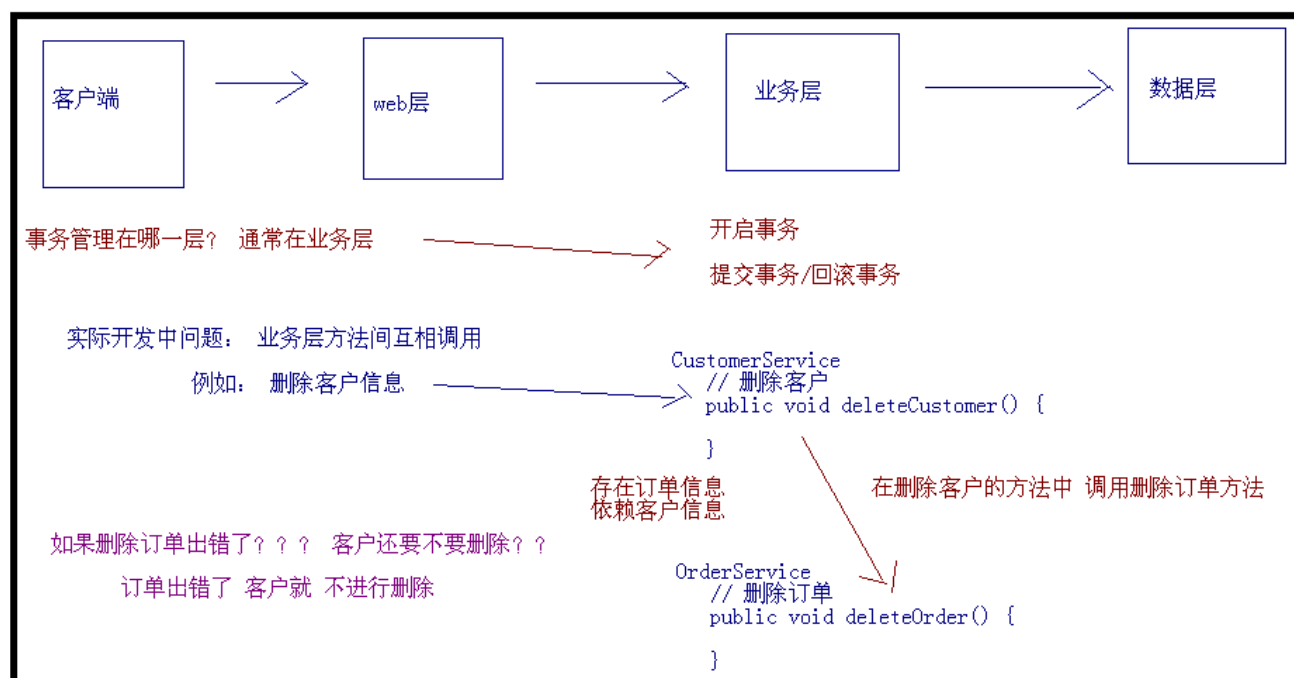 客户端
web层
业务层
数据层
事务管理在哪一层? 通常在业务层
开启事务
提交事务/回滚事务
实际开发中问题: 业务层方法间互相调用
例如: 删除客户信息
CustomerService
// 删除客户
public void deleteCustomer() {
}
存在订单信息
依赖客户信息
在删除客户的方法中 调用删除订单方法
如果删除订单出错了??? 客户还要不要删除??
订单出错了 客户就 不进行删除
OrderService
// 删除订单
public void deleteOrder() {
}